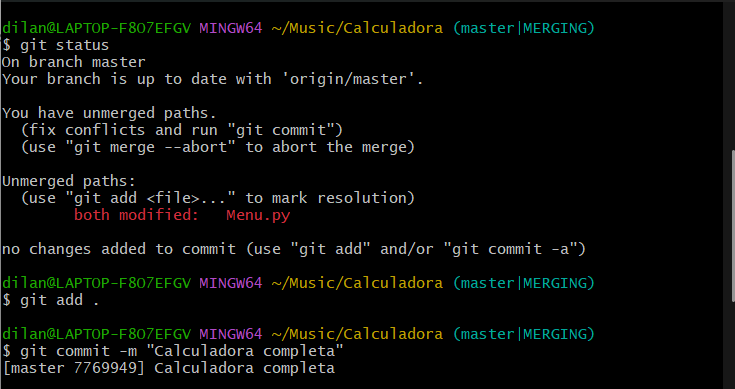 dilan@LAPTOP-F8O7EFGV MINGW64 ~/Music/Calculadora (master|MERGING)
$ git status
On branch master
Your branch is up to date with 'origin/master'.

You have unmerged paths.
  (fix conflicts and run "git commit")
  (use "git merge --abort" to abort the merge)

Unmerged paths:
  (use "git add <file>..." to mark resolution)
        both modified:   Menu.py

no changes added to commit (use "git add" and/or "git commit -a")

dilan@LAPTOP-F8O7EFGV MINGW64 ~/Music/Calculadora (master|MERGING)
$ git add .

dilan@LAPTOP-F8O7EFGV MINGW64 ~/Music/Calculadora (master|MERGING)
$ git commit -m "Calculadora completa"
[master 7769949] Calculadora completa